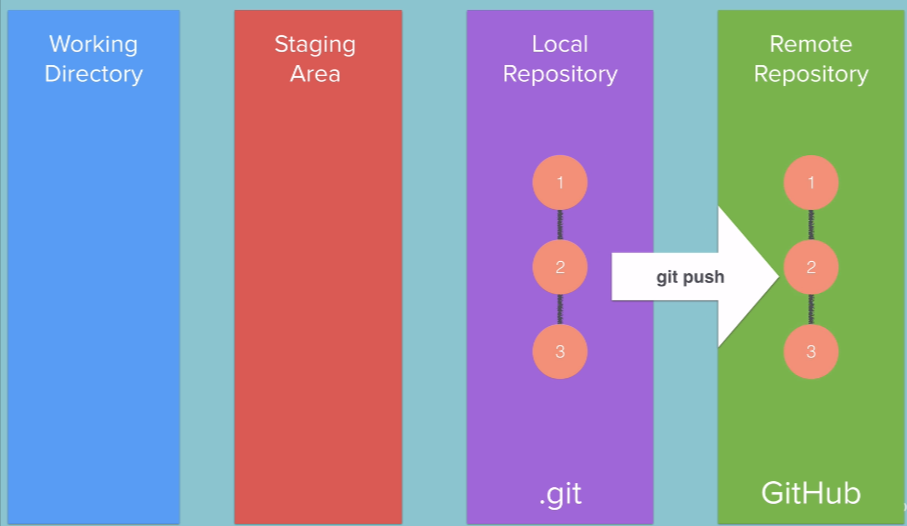 Working
Directory
Staging
Area
Local
Repository
Remote
Repository
1
2
3
git push
1
2
3
.git
GitHub